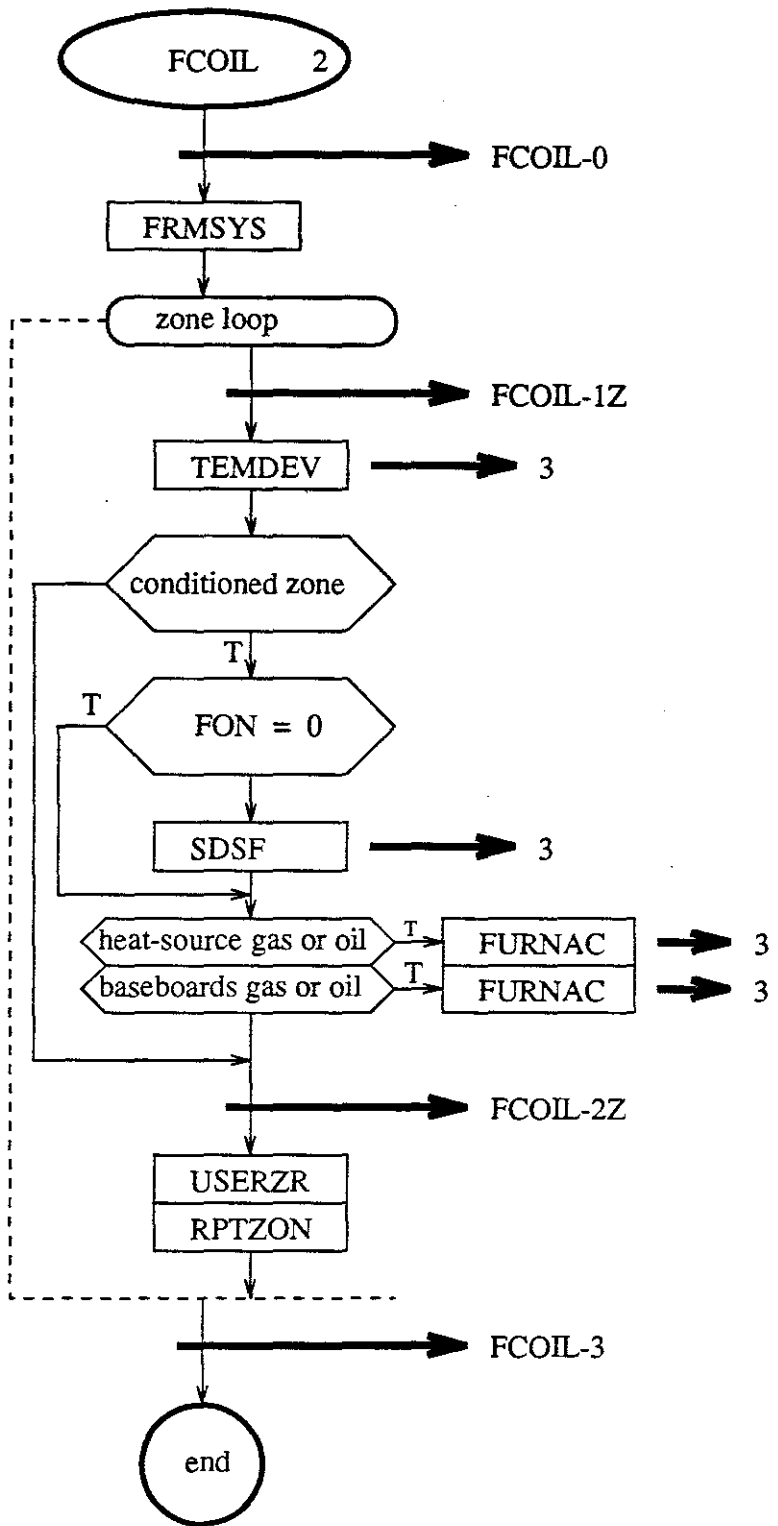 FCOIL 2
FCOIL-0
FRMSYS
zone loop
FCOIL-1Z
TEMDEV 3
conditioned zone
T
T
FON = 0
SDSF 3
heat-source gas or oil T FURNAC 3
baseboards gas or oil T FURNAC 3
FCOIL-2Z
USERZR
RPTZON
FCOIL-3
end